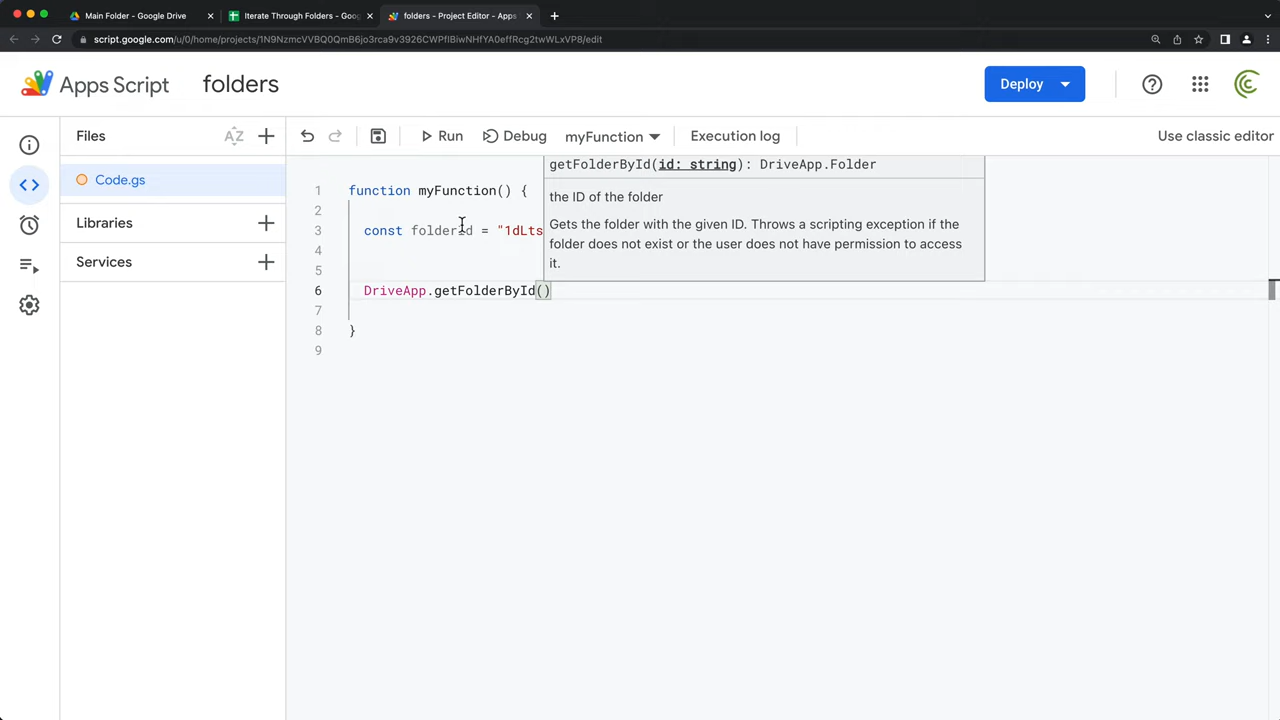 Main Folder - Google Drive
Iterate Through Folders - Goog
folders - Project Editor - Apps
script.google.com/u/0/home/projects/1N9NzmcVVBQ0QmB6jo3rca9v3926CWPfIBiwNHfYA0effRcg2twWLxVP8/edit
Apps Script
folders
Deploy
Files
Run
Debug
myFunction
Execution log
Use classic editor
Code.gs
Libraries
Services
getFolderById(id: string): DriveApp.Folder
the ID of the folder
Gets the folder with the given ID. Throws a scripting exception if the
folder does not exist or the user does not have permission to access
it.
1 function myFunction() {
2
3 const folderId = "1dLts
4
5
6 DriveApp.getFolderById()
7
8 }
9